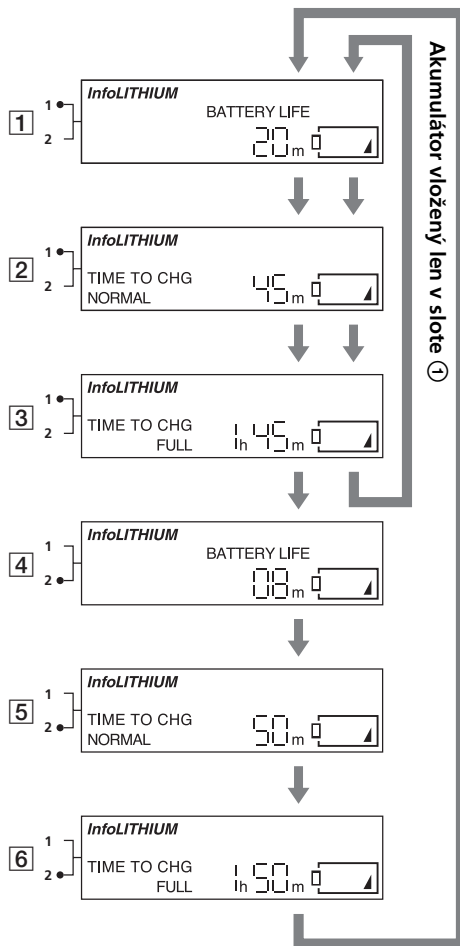 Akumulátor vložený len v slote ①
1
InfoLITHIUM
1
2
BATTERY LIFE
20m
2
InfoLITHIUM
1
2
TIME TO CHG
NORMAL
45m
3
InfoLITHIUM
1
2
TIME TO CHG
FULL
1h 45m
4
InfoLITHIUM
1
2
BATTERY LIFE
08m
5
InfoLITHIUM
1
2
TIME TO CHG
NORMAL
50m
6
InfoLITHIUM
1
2
TIME TO CHG
FULL
1h 50m